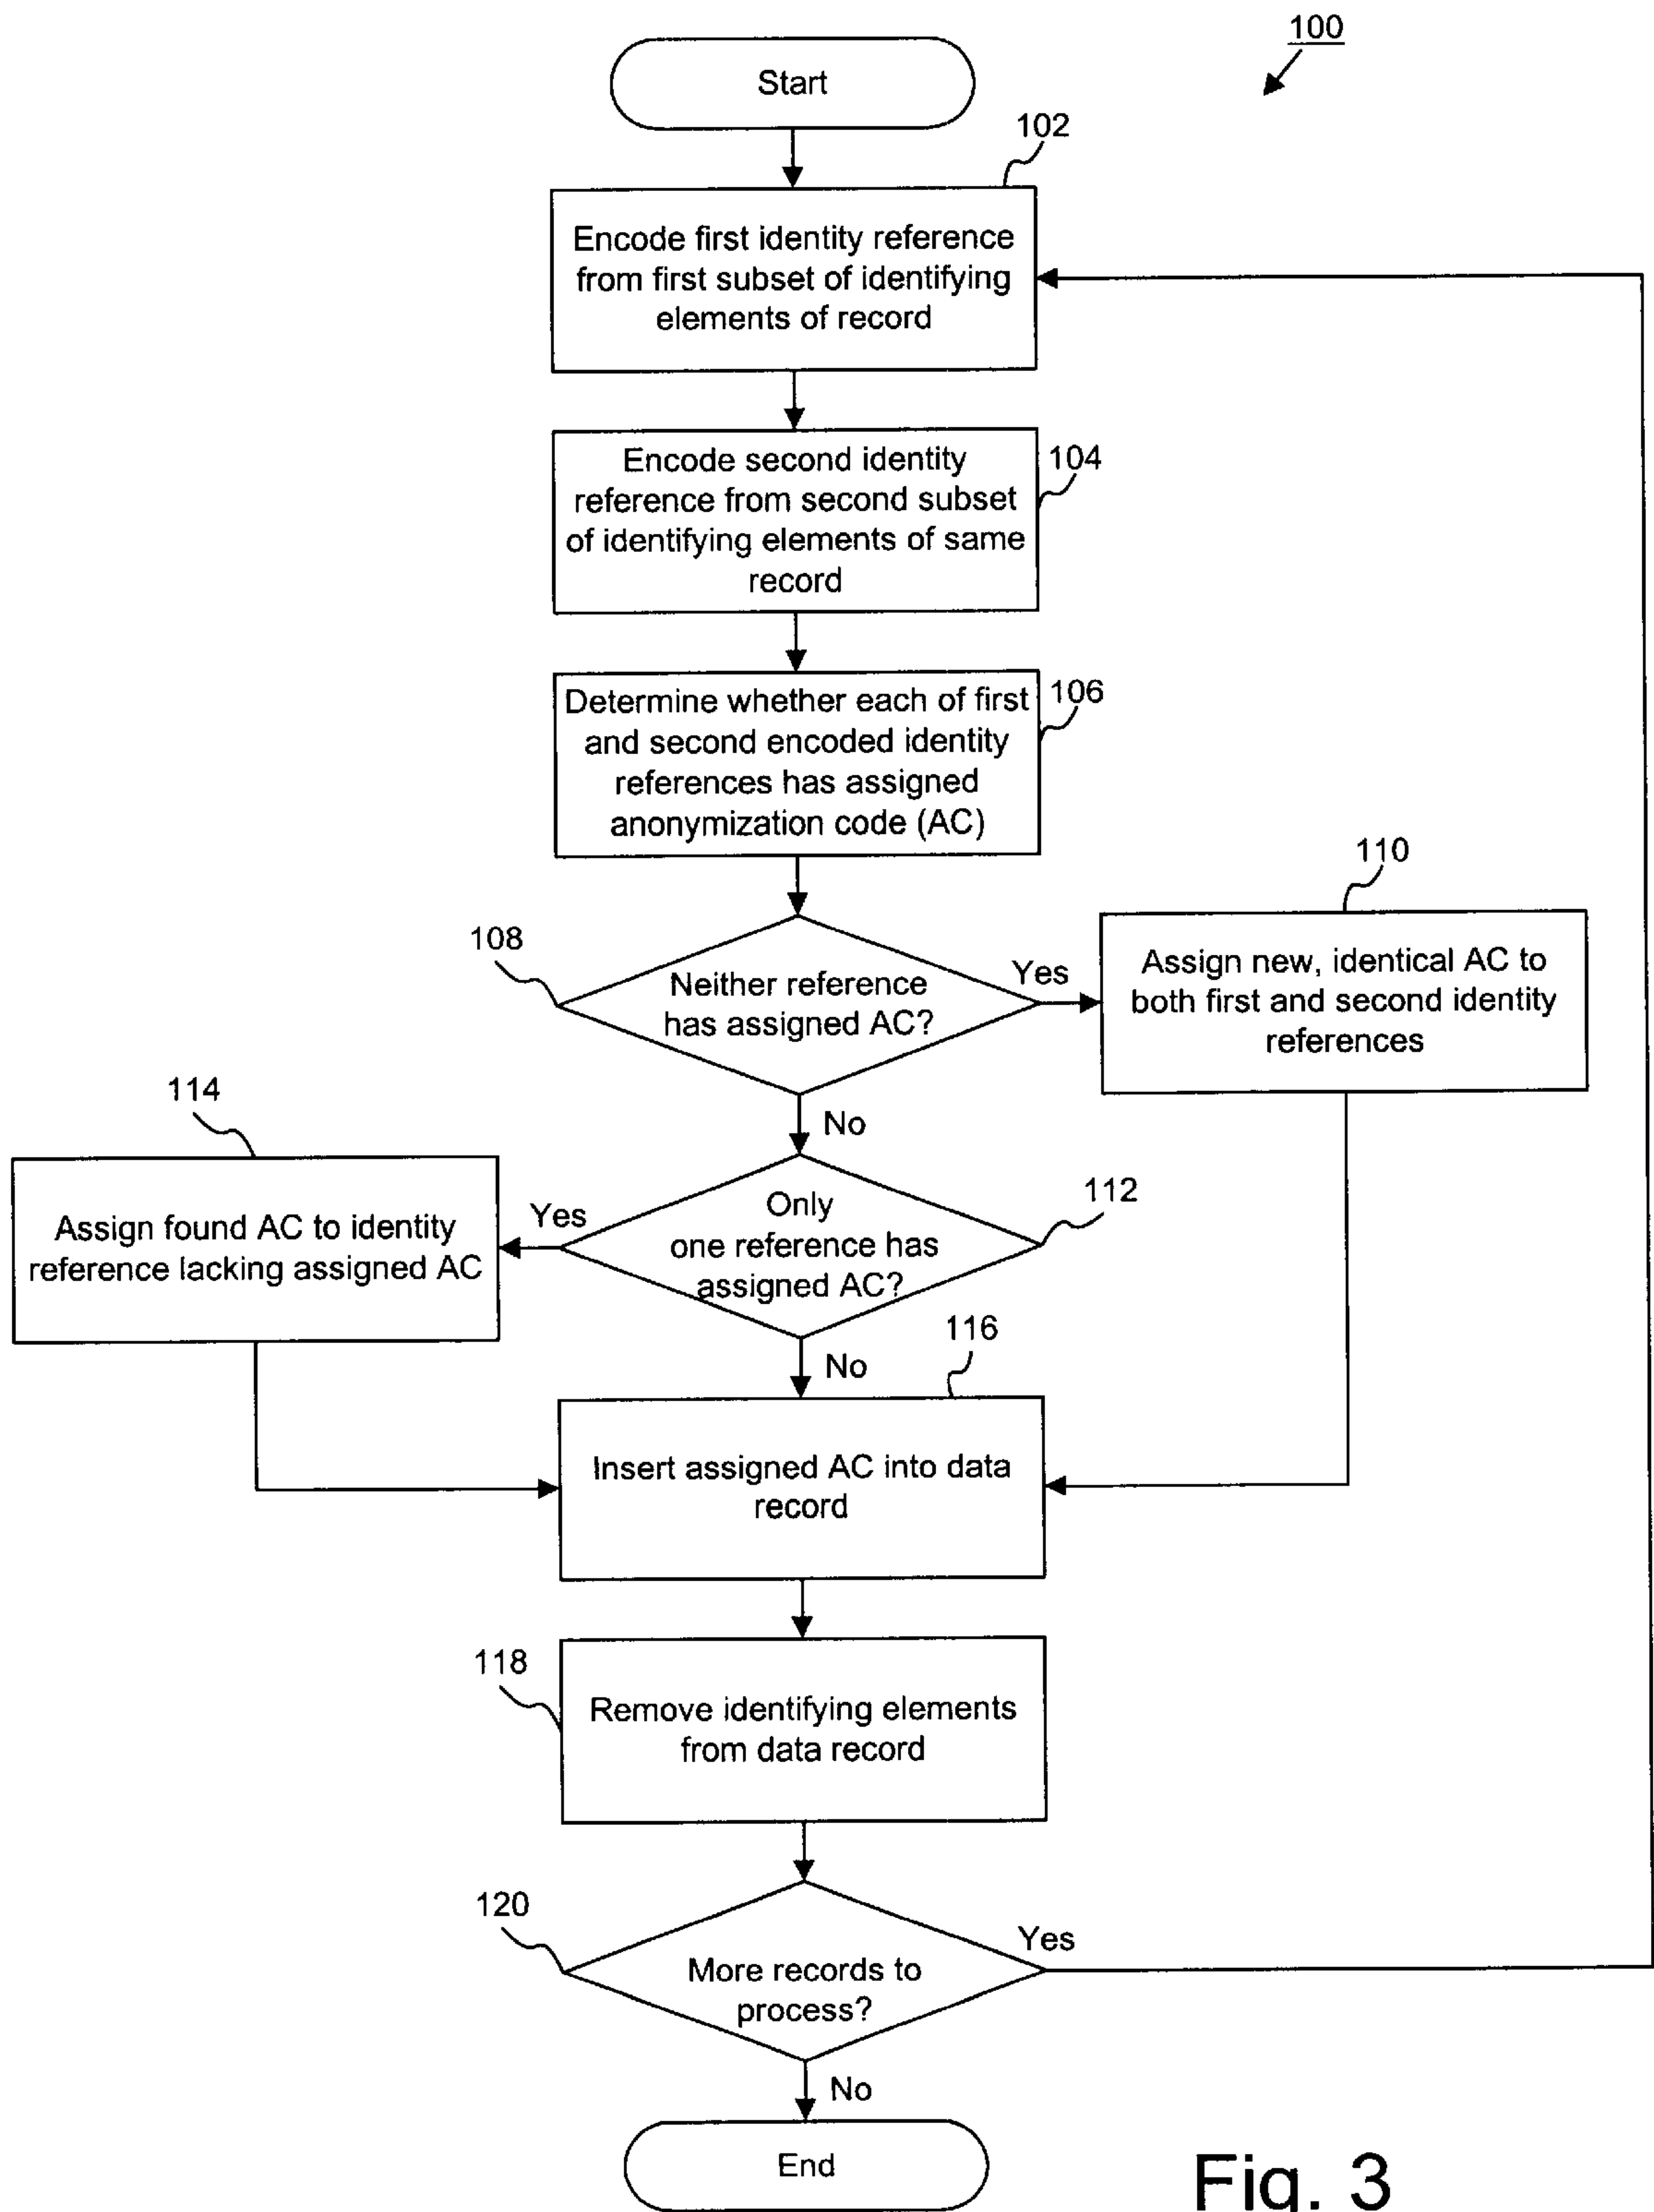 100
Start
102
Encode first identity reference
from first subset of identifying
elements of record
104
Encode second identity
reference from second subset
of identifying elements of same
record
106
Determine whether each of first
and second encoded identity
references has assigned
anonymization code (AC)
108
Neither reference
has assigned AC?
Yes
110
Assign new, identical AC to
both first and second identity
references
No
114
Assign found AC to identity
reference lacking assigned AC
Yes
Only
one reference has
assigned AC?
112
No
116
Insert assigned AC into data
record
118
Remove identifying elements
from data record
120
More records to
process?
Yes
No
End
Fig. 3